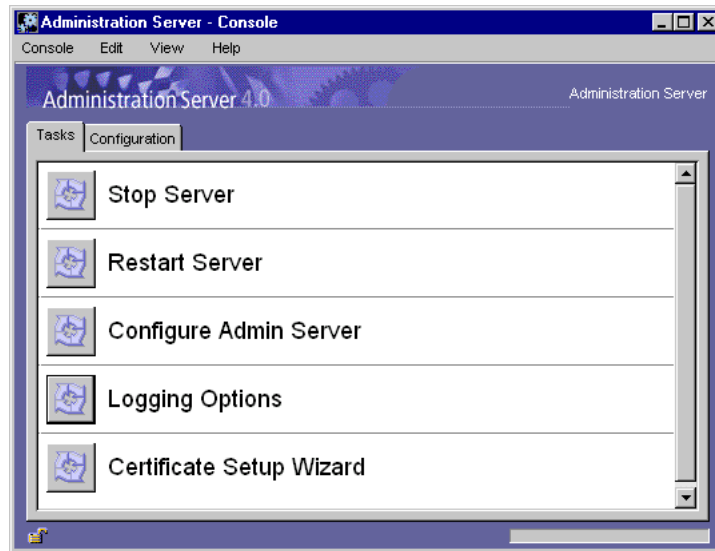 Administration Server - Console
Console Edit View Help
Administration Server 4.0
Administration Server
Tasks Configuration
Stop Server
Restart Server
Configure Admin Server
Logging Options
Certificate Setup Wizard